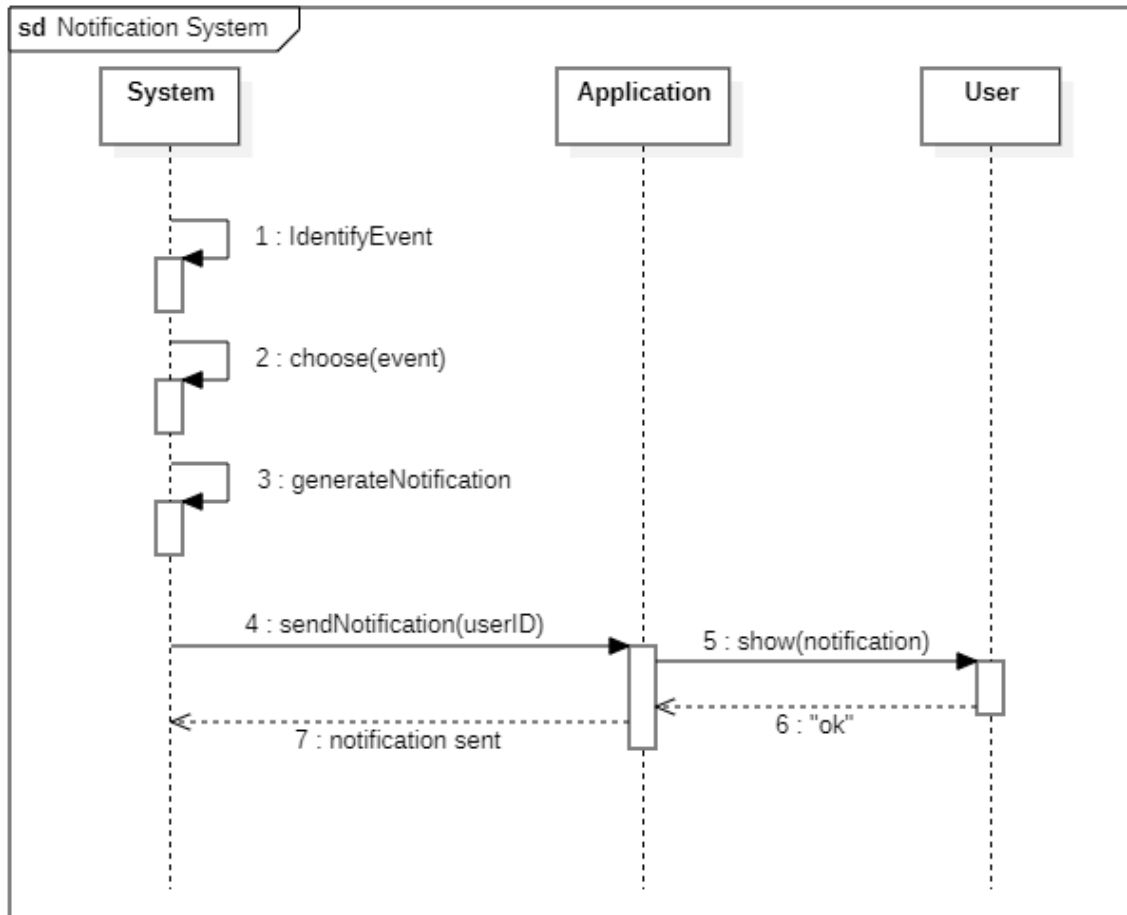 sd Notification System
System
Application
User
1 : IdentifyEvent
2 : choose(event)
3 : generateNotification
4 : sendNotification(userID)
5 : show(notification)
6 : "ok"
7 : notification sent